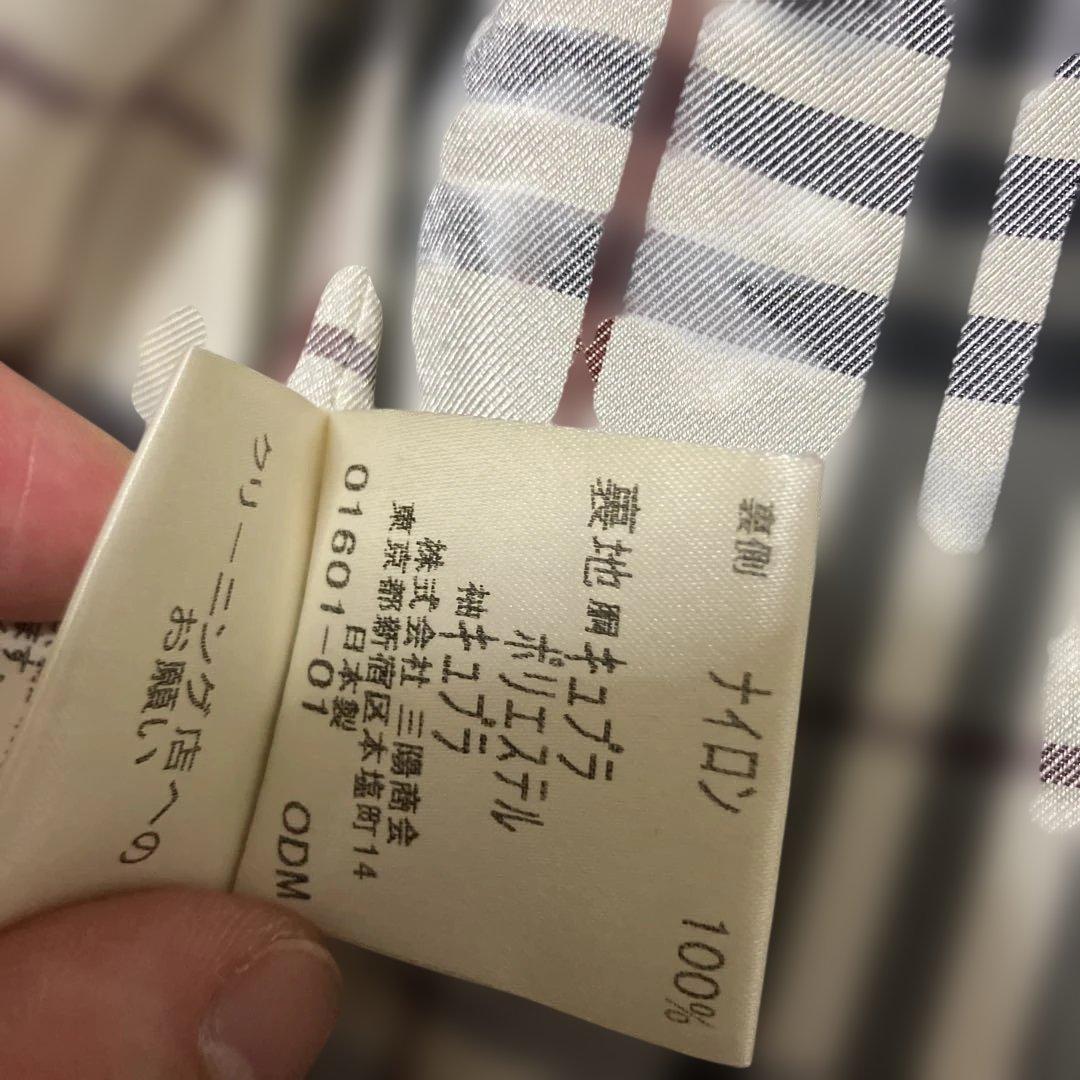 裏側 ナイロン 100%
裏地 胴 キュプラ
ポリエステル
袖 キュプラ
株式会社 三勝商会
東京都新宿区本塩町14
日本製
01601-01 ODM
クリーニング店への
お願い、